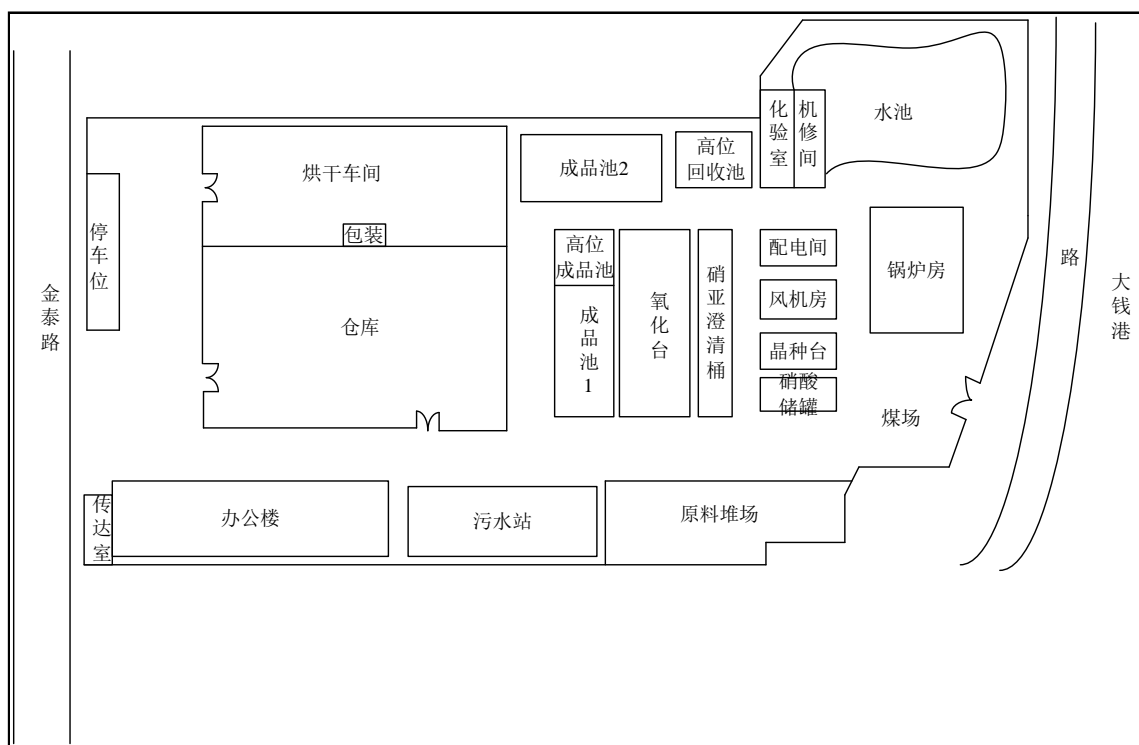 化验室
机修间
水池
高位
回收池
成品池2
烘干车间
包装
停车位
仓库
高位
成品池
成品池1
氧化台
硝亚澄清桶
配电间
风机房
晶种台
硝酸
储罐
锅炉房
煤场
路
大钱港
金泰路
传达室
办公楼
污水站
原料堆场